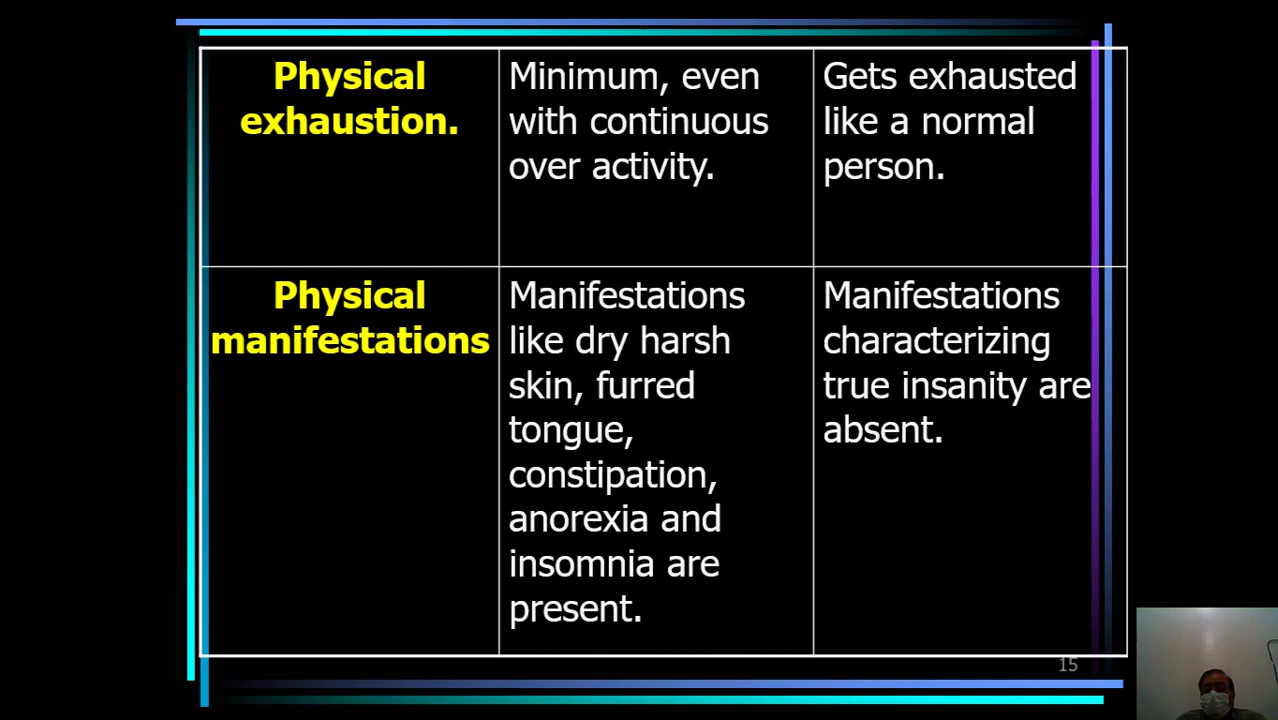 Physical
exhaustion.
Minimum, even
with continuous
over activity.
Gets exhausted
like a normal
person.
Physical
manifestations
Manifestations
like dry harsh
skin, furred
tongue,
constipation,
anorexia and
insomnia are
present.
Manifestations
characterizing
true insanity are
absent.
15